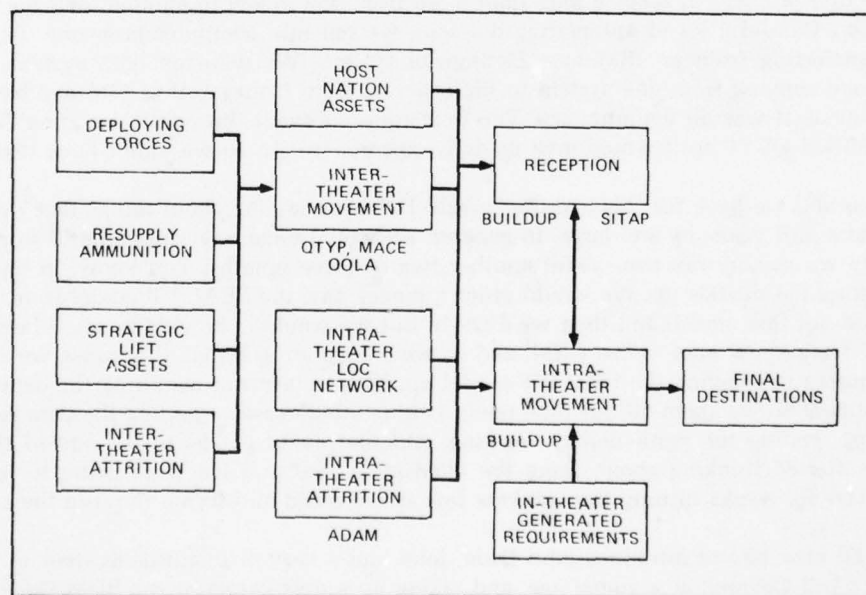 DEPLOYING
FORCES
RESUPPLY
AMMUNITION
STRATEGIC
LIFT
ASSETS
INTER-
THEATER
ATTRITION
HOST
NATION
ASSETS
INTER-
THEATER
MOVEMENT
OTYP, MACE
OOLA
INTRA-
THEATER
LOC
NETWORK
INTRA-
THEATER
ATTRITION
ADAM
RECEPTION
BUILDUP SITAP
INTRA-
THEATER
MOVEMENT
BUILDUP
IN-THEATER
GENERATED
REQUIREMENTS
FINAL
DESTINATIONS